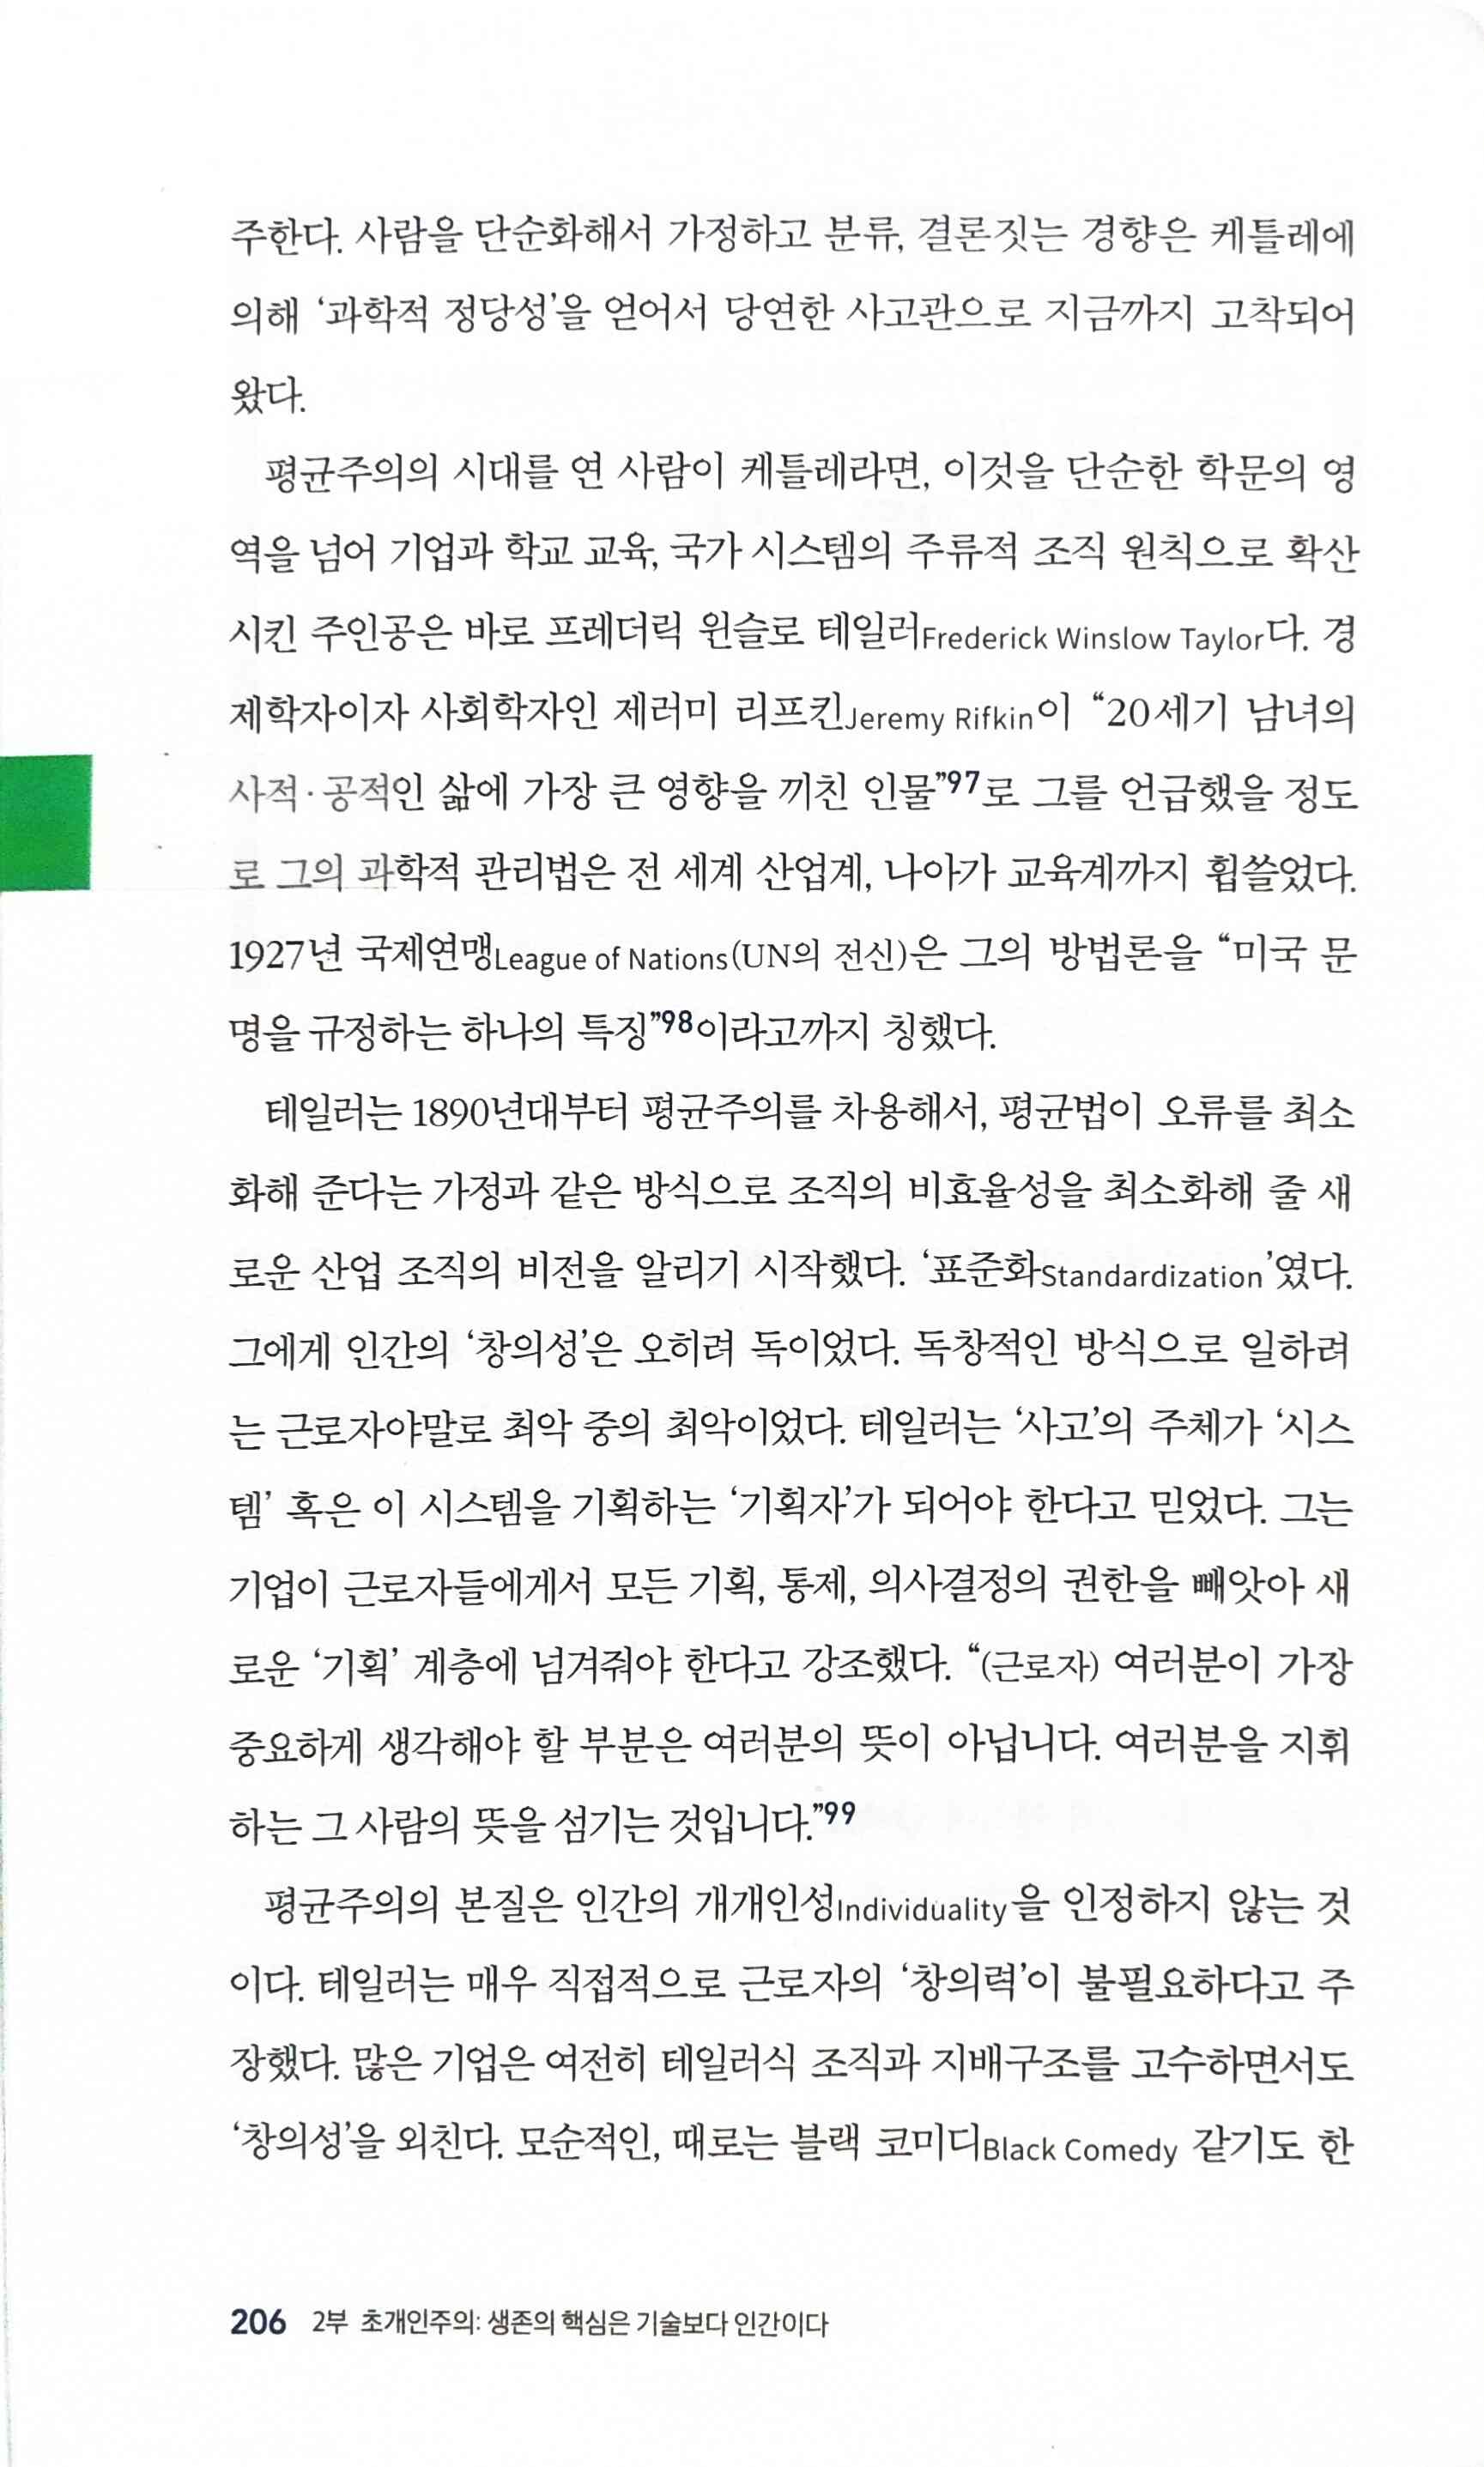 주한다. 사람을 단순화해서 가정하고 분류, 결론짓는 경향은 케틀레에
의해 ‘과학적 정당성’을 얻어서 당연한 사고관으로 지금까지 고착되어
왔다.
평균주의의 시대를 연 사람이 케틀레라면, 이것을 단순한 학문의 영
역을 넘어 기업과 학교 교육, 국가 시스템의 주류적 조직 원칙으로 확산
시킨 주인공은 바로 프레더릭 윈슬로 테일러Frederick Winslow Taylor다. 경
제학자이자 사회학자인 제러미 리프킨Jeremy Rifkin이 “20세기 남녀의
사적·공적인 삶에 가장 큰 영향을 끼친 인물”97로 그를 언급했을 정도
로 그의 과학적 관리법은 전 세계 산업계, 나아가 교육계까지 휩쓸었다.
1927년 국제연맹League of Nations(UN의 전신)은 그의 방법론을 “미국 문
명을 규정하는 하나의 특징”98이라고까지 칭했다.
테일러는 1890년대부터 평균주의를 차용해서, 평균법이 오류를 최소
화해 준다는 가정과 같은 방식으로 조직의 비효율성을 최소화해 줄 새
로운 산업 조직의 비전을 알리기 시작했다. ‘표준화Standardization’였다.
그에게 인간의 ‘창의성’은 오히려 독이었다. 독창적인 방식으로 일하려
는 근로자야말로 최악 중의 최악이었다. 테일러는 ‘사고’의 주체가 ‘시스
템’ 혹은 이 시스템을 기획하는 ‘기획자’가 되어야 한다고 믿었다. 그는
기업이 근로자들에게서 모든 기획, 통제, 의사결정의 권한을 빼앗아 새
로운 ‘기획’ 계층에 넘겨줘야 한다고 강조했다. “(근로자) 여러분이 가장
중요하게 생각해야 할 부분은 여러분의 뜻이 아닙니다. 여러분을 지휘
하는 그 사람의 뜻을 섬기는 것입니다.”99
평균주의의 본질은 인간의 개개인성Individuality을 인정하지 않는 것
이다. 테일러는 매우 직접적으로 근로자의 ‘창의력’이 불필요하다고 주
장했다. 많은 기업은 여전히 테일러식 조직과 지배구조를 고수하면서도
‘창의성’을 외친다. 모순적인, 때로는 블랙 코미디Black Comedy 같기도 한
206 2부 초개인주의: 생존의 핵심은 기술보다 인간이다